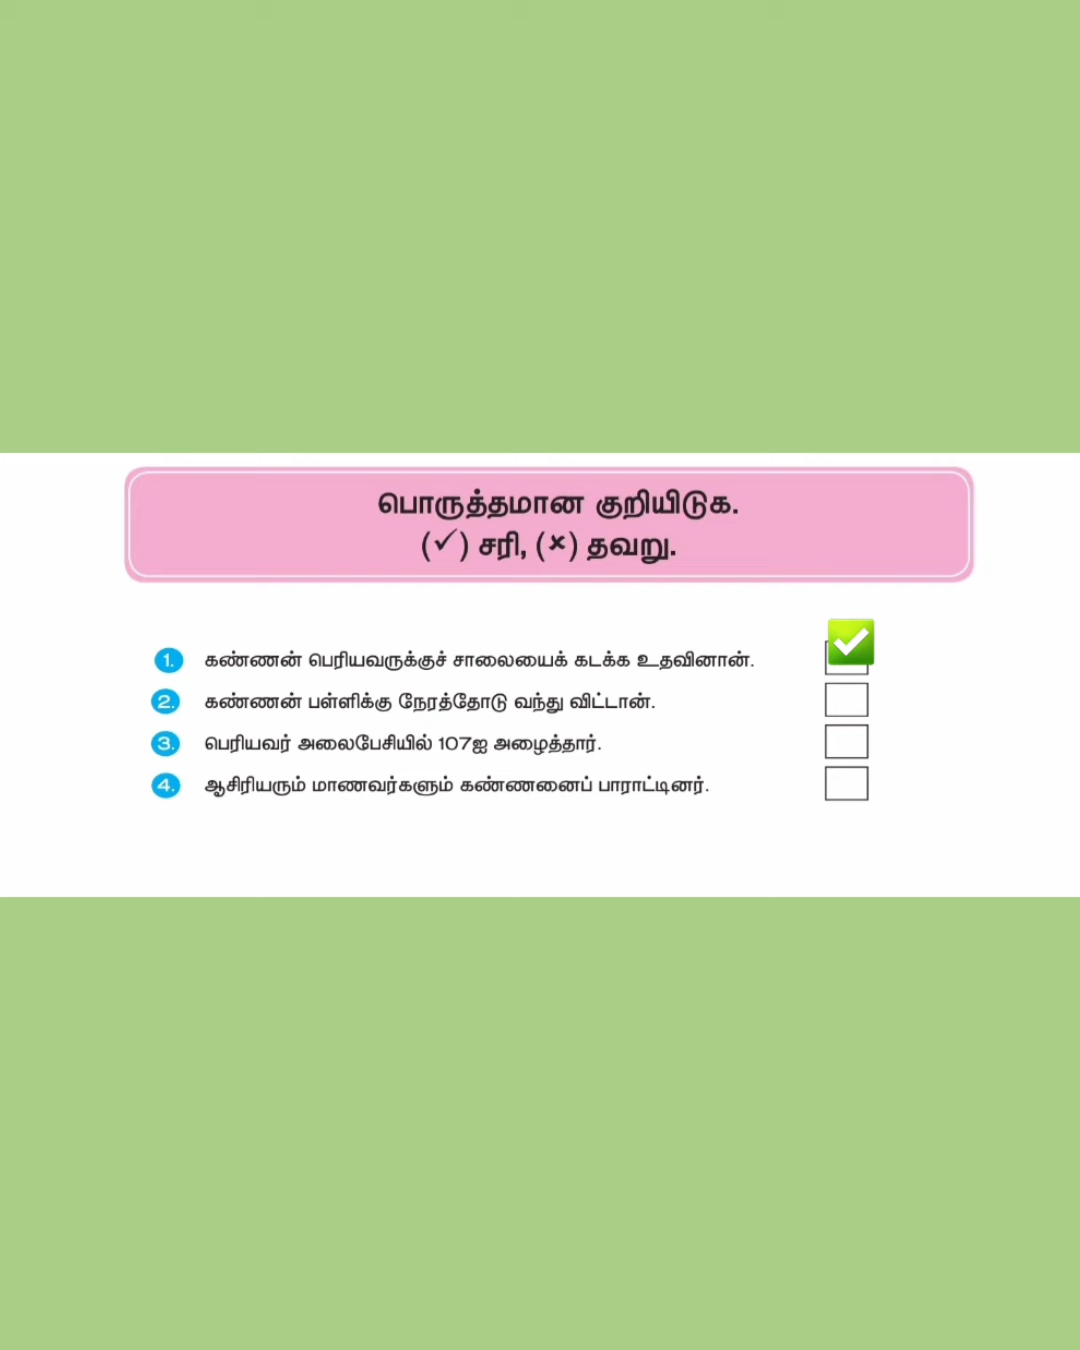 பொருத்தமான குறியிடுக.
(✓) சரி, (×) தவறு.
1. கண்ணன் பெரியவருக்குச் சாலையைக் கடக்க உதவினான்.
2. கண்ணன் பள்ளிக்கு நேரத்தோடு வந்து விட்டான்.
3. பெரியவர் அலைபேசியில் 107ஐ அழைத்தார்.
4. ஆசிரியரும் மாணவர்களும் கண்ணனைப் பாராட்டினர்.